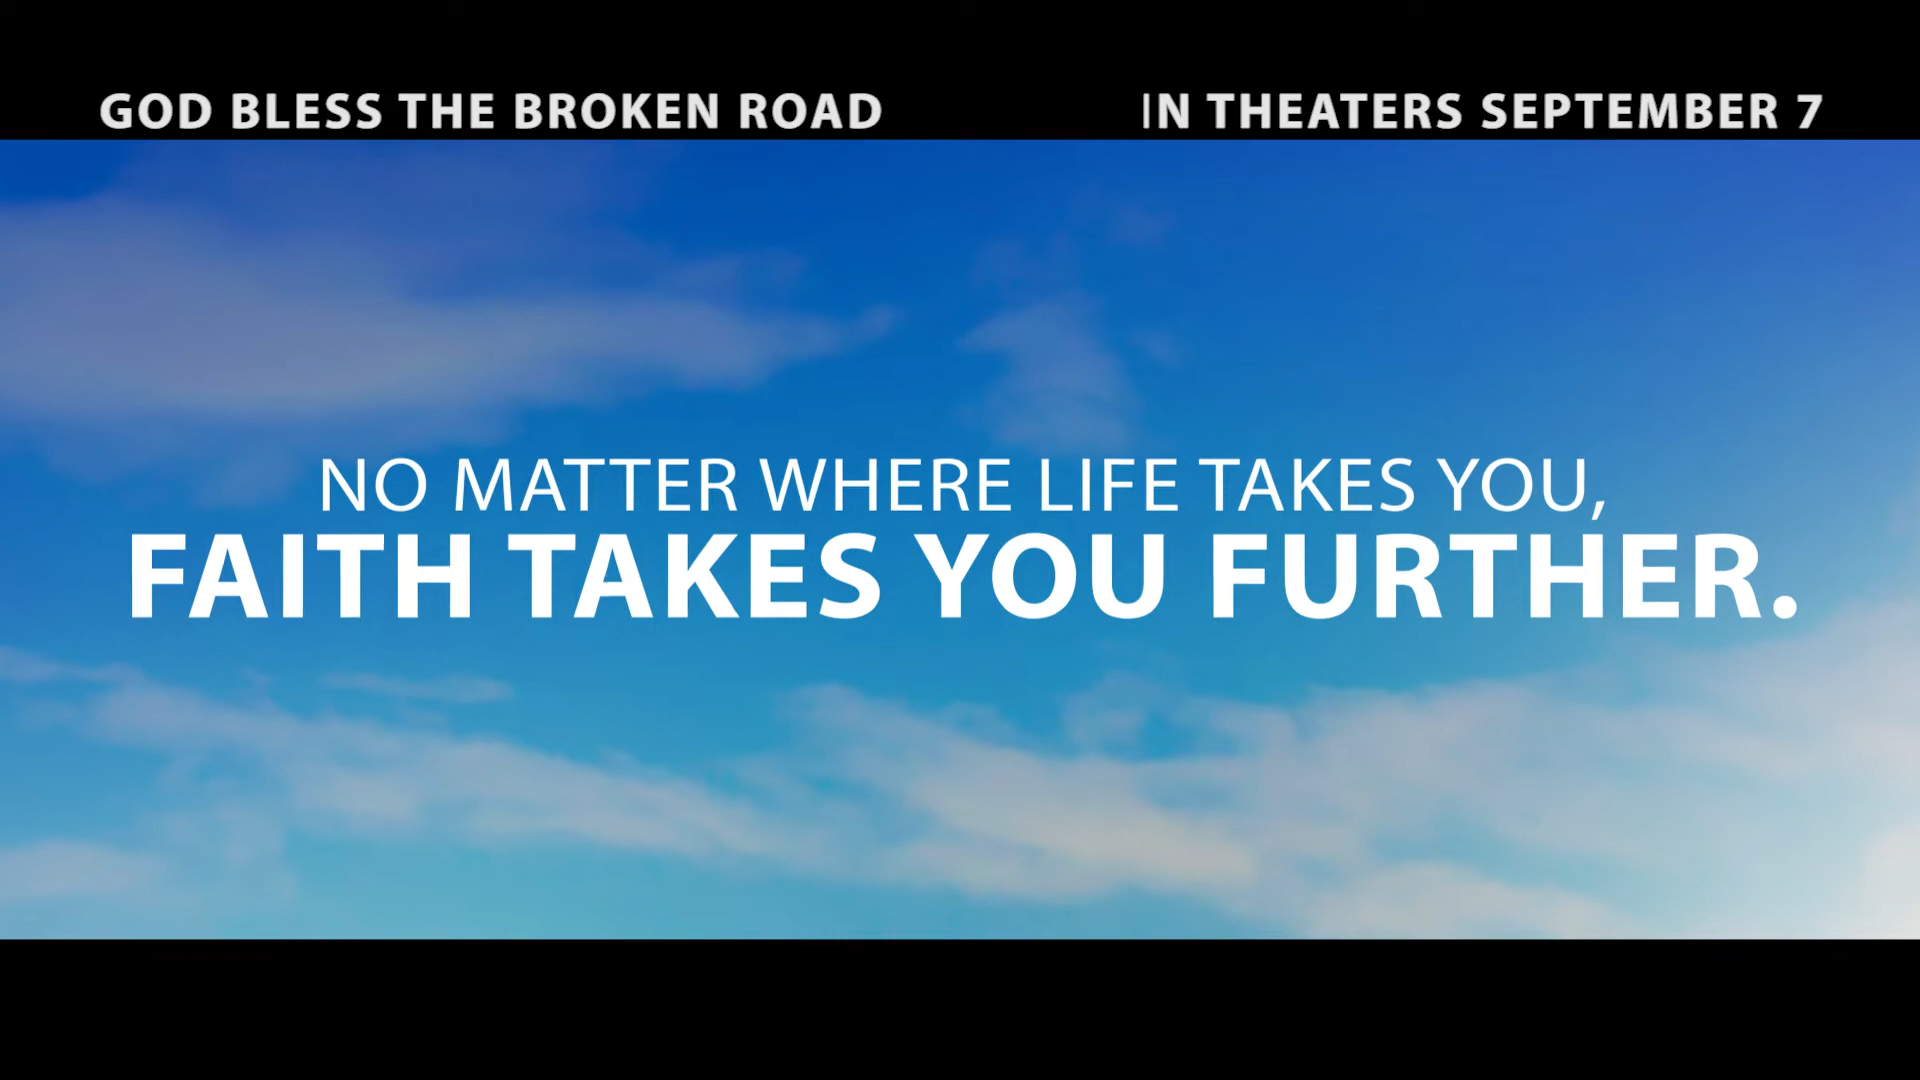 GOD BLESS THE BROKEN ROAD
IN THEATERS SEPTEMBER 7
NO MATTER WHERE LIFE TAKES YOU,
FAITH TAKES YOU FURTHER.